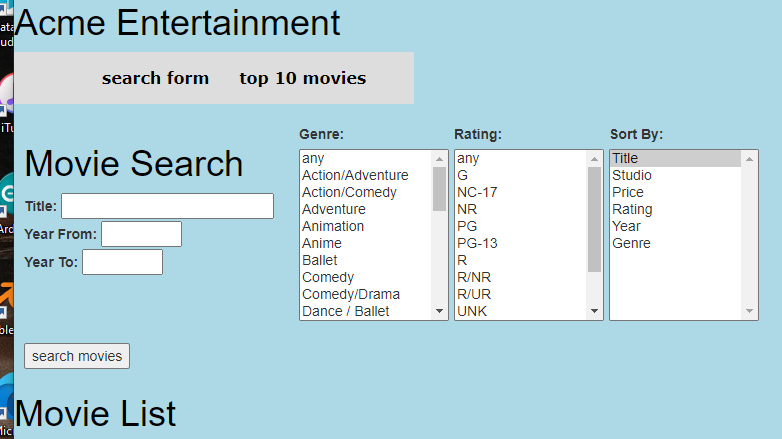 Acme Entertainment
search form top 10 movies
Movie Search
Title:
Year From:
Year To:
Genre:
any
Action/Adventure
Action/Comedy
Adventure
Animation
Anime
Ballet
Comedy
Comedy/Drama
Dance / Ballet
Rating:
any
G
NC-17
NR
PG
PG-13
R
R/NR
R/UR
UNK
Sort By:
Title
Studio
Price
Rating
Year
Genre
search movies
Movie List